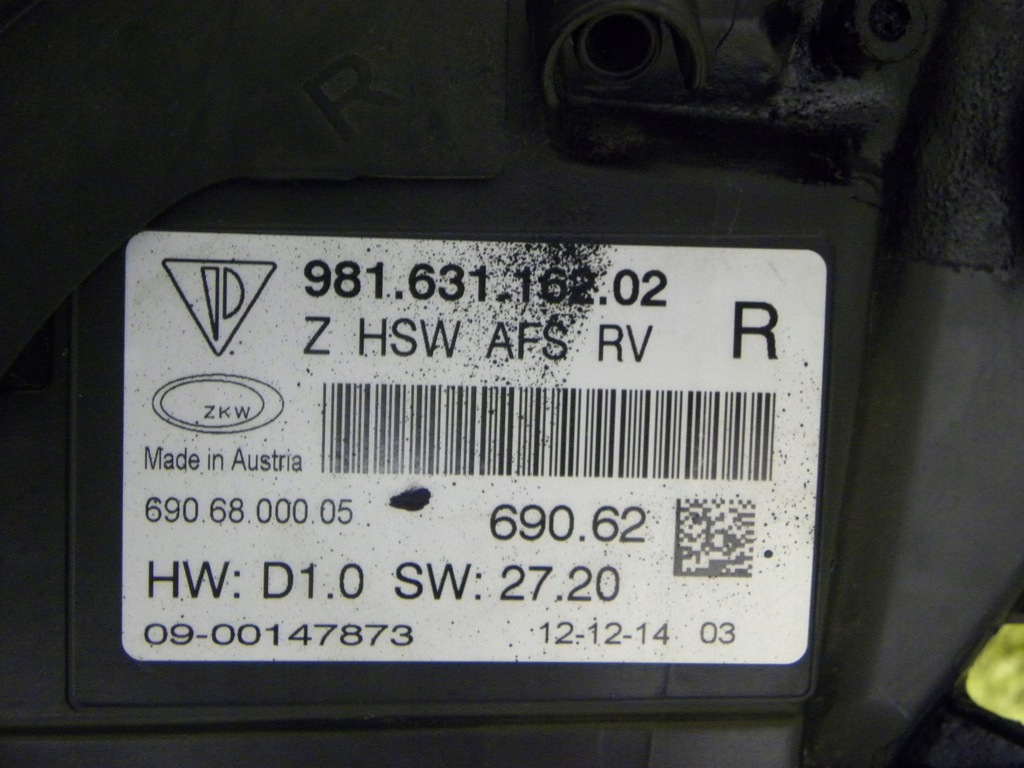 R
981.631.162.02
Z HSW AFS RV
R
ZKW
Made in Austria
690.68.000.05
690.62
HW: D1.0 SW: 27.20
09-00147873
12-12-14 03